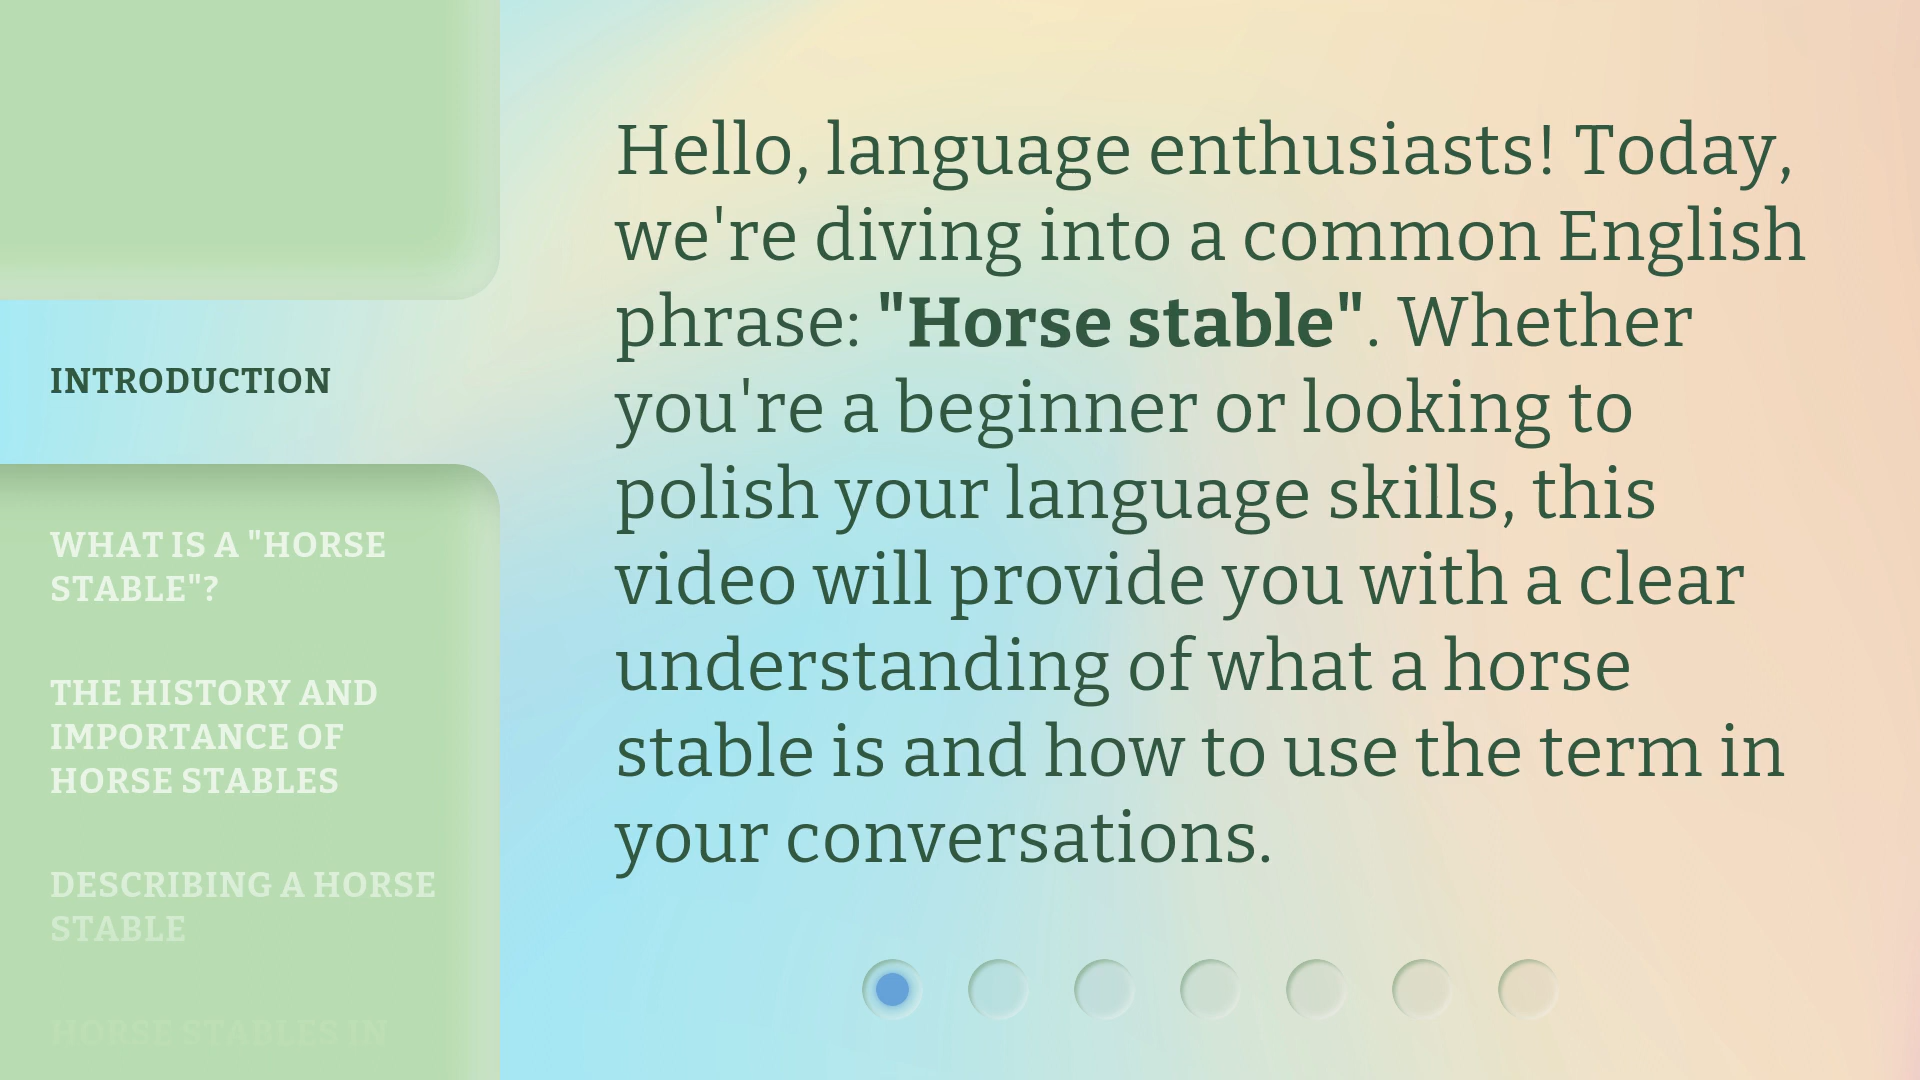 INTRODUCTION
WHAT IS A "HORSE
STABLE"?
THE HISTORY AND
IMPORTANCE OF
HORSE STABLES
DESCRIBING A HORSE
STABLE
HORSE STABLES IN
Hello, language enthusiasts! Today,
we're diving into a common English
phrase: "Horse stable". Whether
you're a beginner or looking to
polish your language skills, this
video will provide you with a clear
understanding of what a horse
stable is and how to use the term in
your conversations.